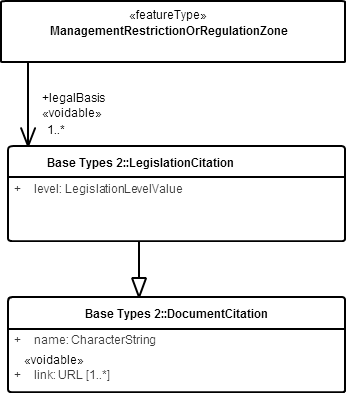 «featureType»
ManagementRestrictionOrRegulationZone
+legalBasis
«voidable»
1..*
Base Types 2::LegislationCitation
+ level: LegislationLevelValue
Base Types 2::DocumentCitation
+ name: CharacterString
«voidable»
+ link: URL [1..*]